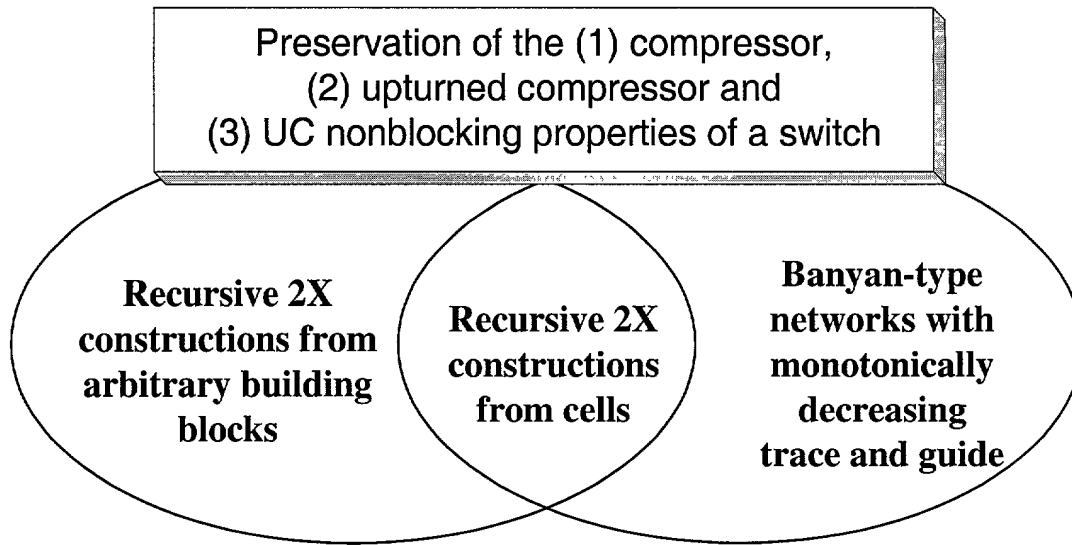 Preservation of the (1) compressor,
(2) upturned compressor and
(3) UC nonblocking properties of a switch
Recursive 2X
constructions from
arbitrary building
blocks
Recursive 2X
constructions
from cells
Banyan-type
networks with
monotonically
decreasing
trace and guide